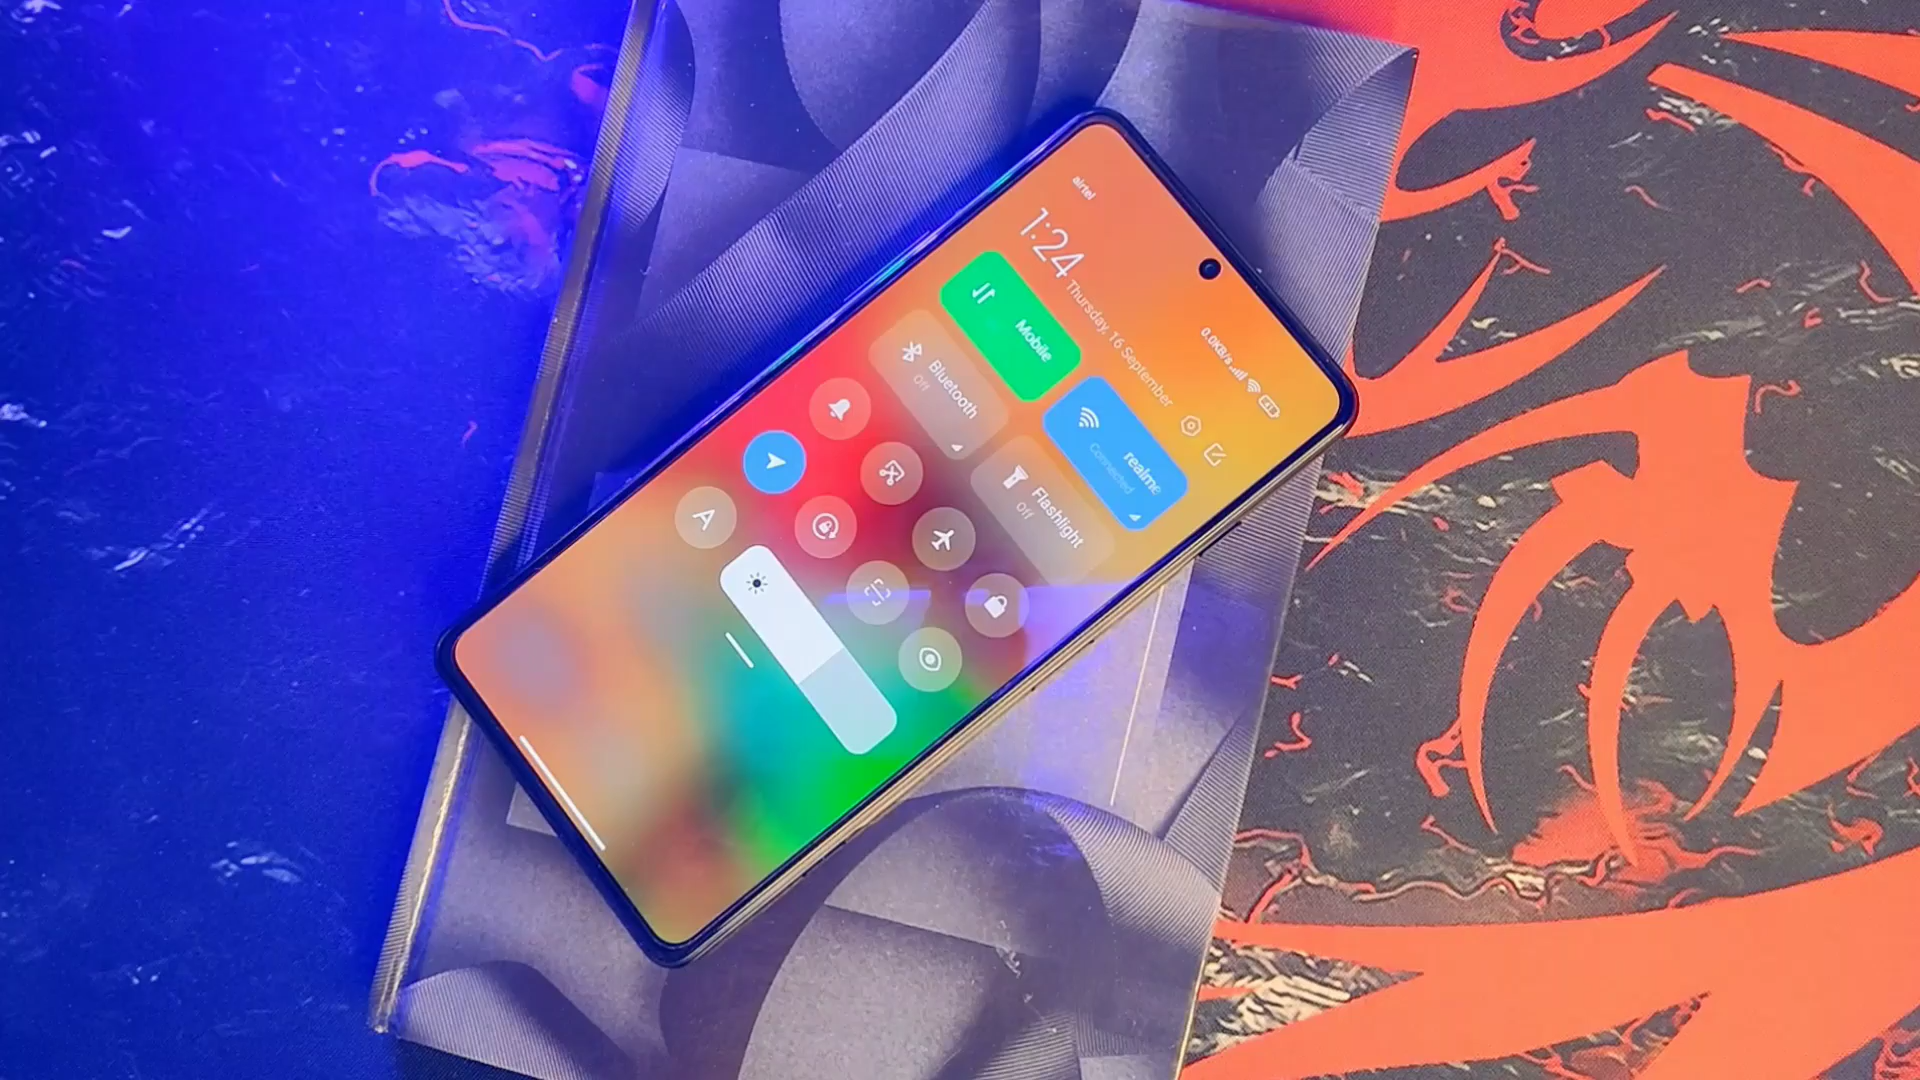 airtel
0.0KB/s
1:24 Thursday, 16 September
Mobile
realme
Connected
Bluetooth
Off
Flashlight
Off
A